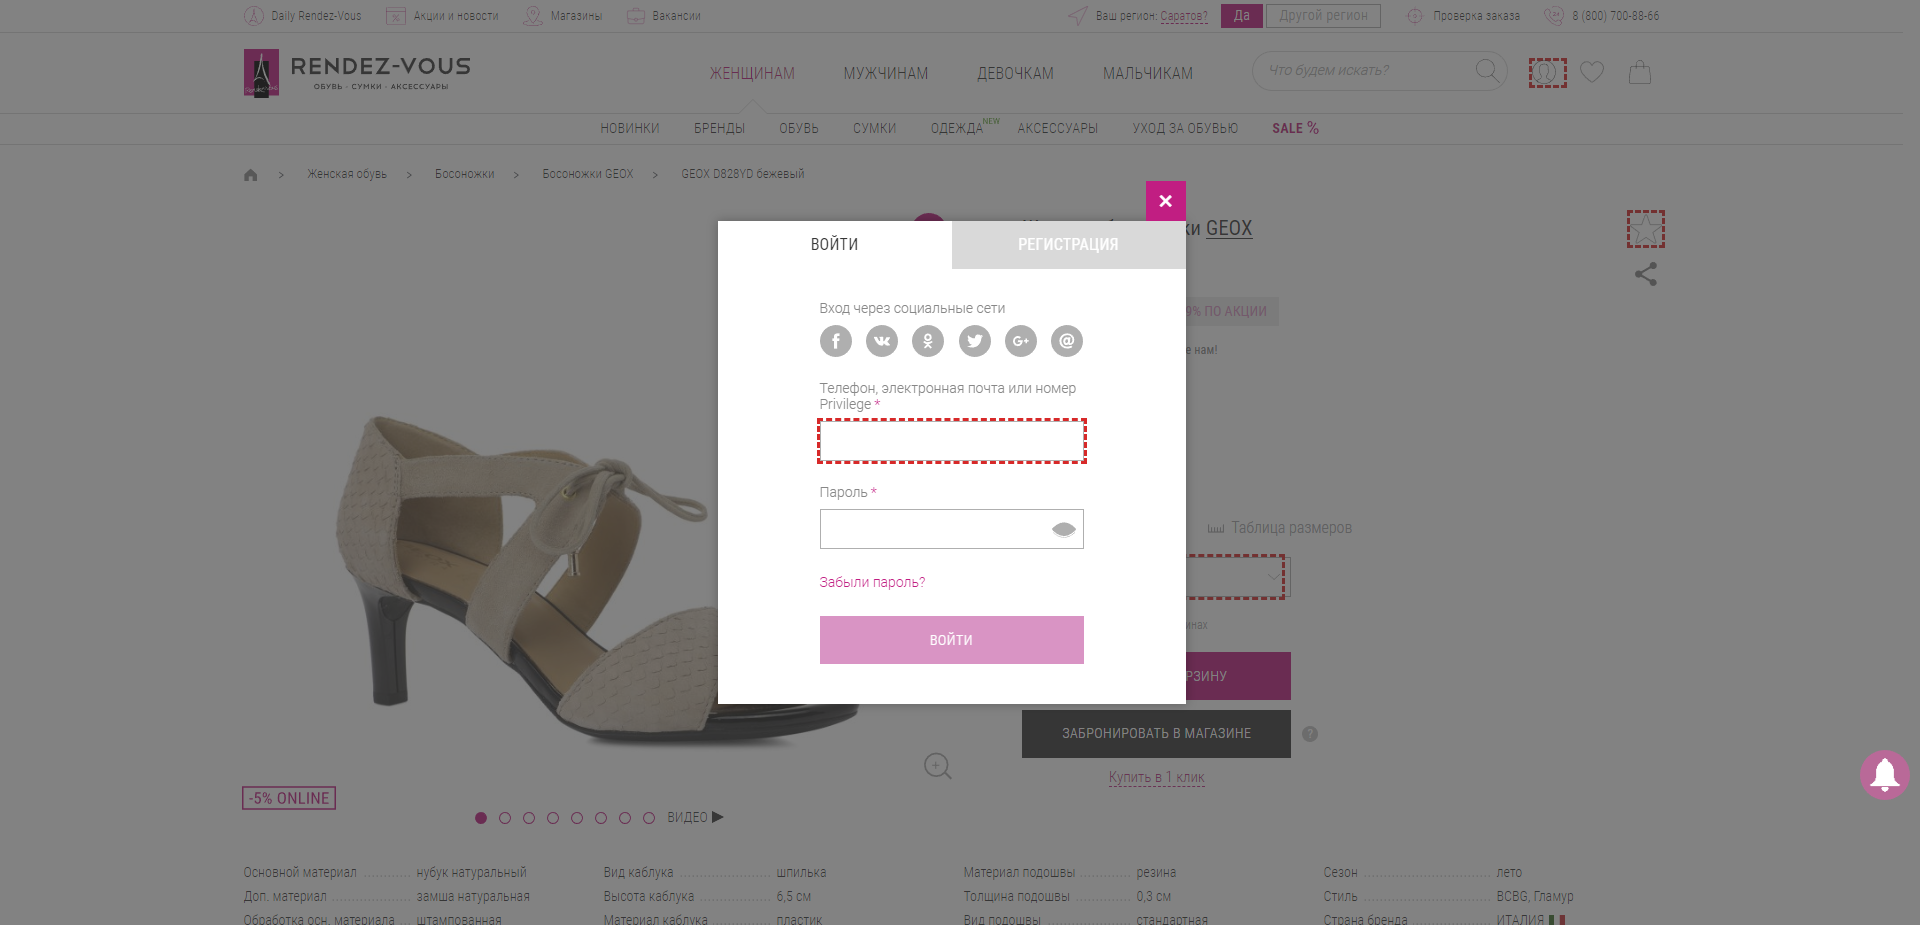 Daily Rendez-Vous
Акции и новости
Магазины
Вакансии
Ваш регион: Саратов?
Да
Другой регион
Проверка заказа
8 (800) 700-88-66
RENDEZ-VOUS
ОБУВЬ · СУМКИ · АКСЕССУАРЫ
ЖЕНЩИНАМ
МУЖЧИНАМ
ДЕВОЧКАМ
МАЛЬЧИКАМ
Что будем искать?
НОВИНКИ
БРЕНДЫ
ОБУВЬ
СУМКИ
ОДЕЖДА NEW
АКСЕССУАРЫ
УХОД ЗА ОБУВЬЮ
SALE %
> Женская обувь > Босоножки > Босоножки GEOX > GEOX D828YD бежевый
ки GEOX
ВОЙТИ
РЕГИСТРАЦИЯ
Вход через социальные сети
9% ПО АКЦИИ
е нам!
Телефон, электронная почта или номер
Privilege *
Пароль *
Таблица размеров
Забыли пароль?
инах
ВОЙТИ
РЗИНУ
ЗАБРОНИРОВАТЬ В МАГАЗИНЕ
?
Купить в 1 клик
-5% ONLINE
ВИДЕО
Основной материал нубук натуральный
Вид каблука шпилька
Материал подошвы резина
Сезон лето
Доп. материал замша натуральная
Высота каблука 6,5 см
Толщина подошвы 0,3 см
Стиль BCBG, Гламур
Обработка осн. материала штампованная
Материал каблука пластик
Вид подошвы стандартная
Страна бренда ИТАЛИЯ